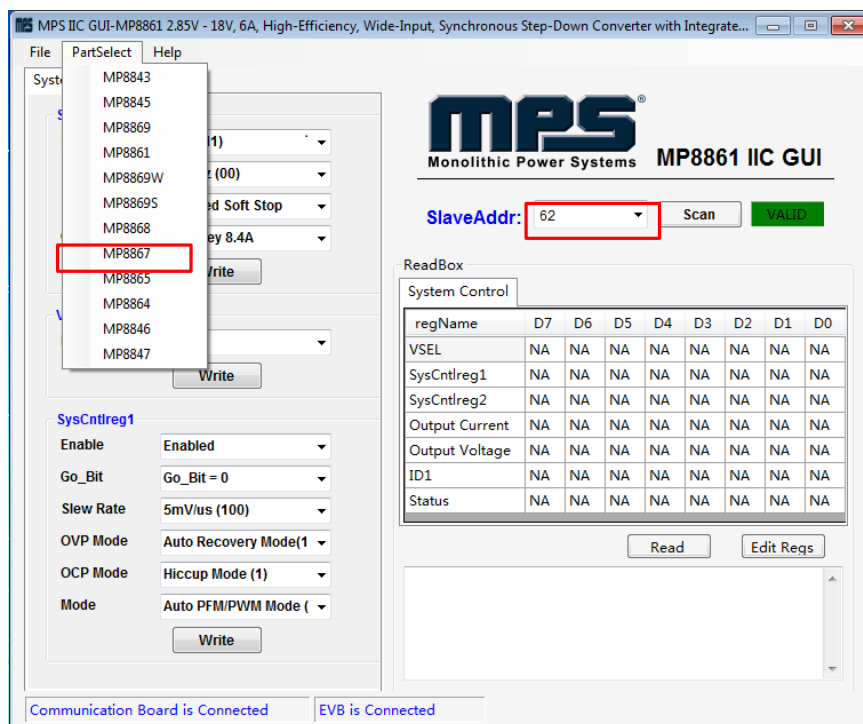 MPS IIC GUI-MP8861 2.85V - 18V, 6A, High-Efficiency, Wide-Input, Synchronous Step-Down Converter with Integrate...
File PartSelect Help
Syst
MP8843
MP8845
MP8869
MP8861
MP8869W
MP8869S
MP8868
MP8867
MP8865
MP8864
MP8846
MP8847
S
1)
(00)
ed Soft Stop
ey 8.4A
Write
V
Write
SysCntlreg1
Enable Enabled
Go_Bit Go_Bit = 0
Slew Rate 5mV/us (100)
OVP Mode Auto Recovery Mode(1
OCP Mode Hiccup Mode (1)
Mode Auto PFM/PWM Mode (
Write
mps®
Monolithic Power Systems MP8861 IIC GUI
SlaveAddr: 62 Scan VALID
ReadBox
System Control
regName D7 D6 D5 D4 D3 D2 D1 D0
VSEL NA NA NA NA NA NA NA NA
SysCntlreg1 NA NA NA NA NA NA NA NA
SysCntlreg2 NA NA NA NA NA NA NA NA
Output Current NA NA NA NA NA NA NA NA
Output Voltage NA NA NA NA NA NA NA NA
ID1 NA NA NA NA NA NA NA NA
Status NA NA NA NA NA NA NA NA
Read Edit Regs
Communication Board is Connected EVB is Connected